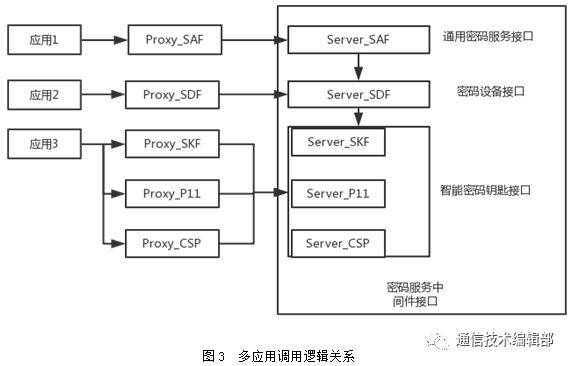 应用1 Proxy_SAF Server_SAF 通用密码服务接口
应用2 Proxy_SDF Server_SDF 密码设备接口
应用3 Proxy_SKF Server_SKF
Proxy_P11 Server_P11 智能密码钥匙接口
Proxy_CSP Server_CSP
密码服务中
间件接口
通信技术编辑部
图3 多应用调用逻辑关系